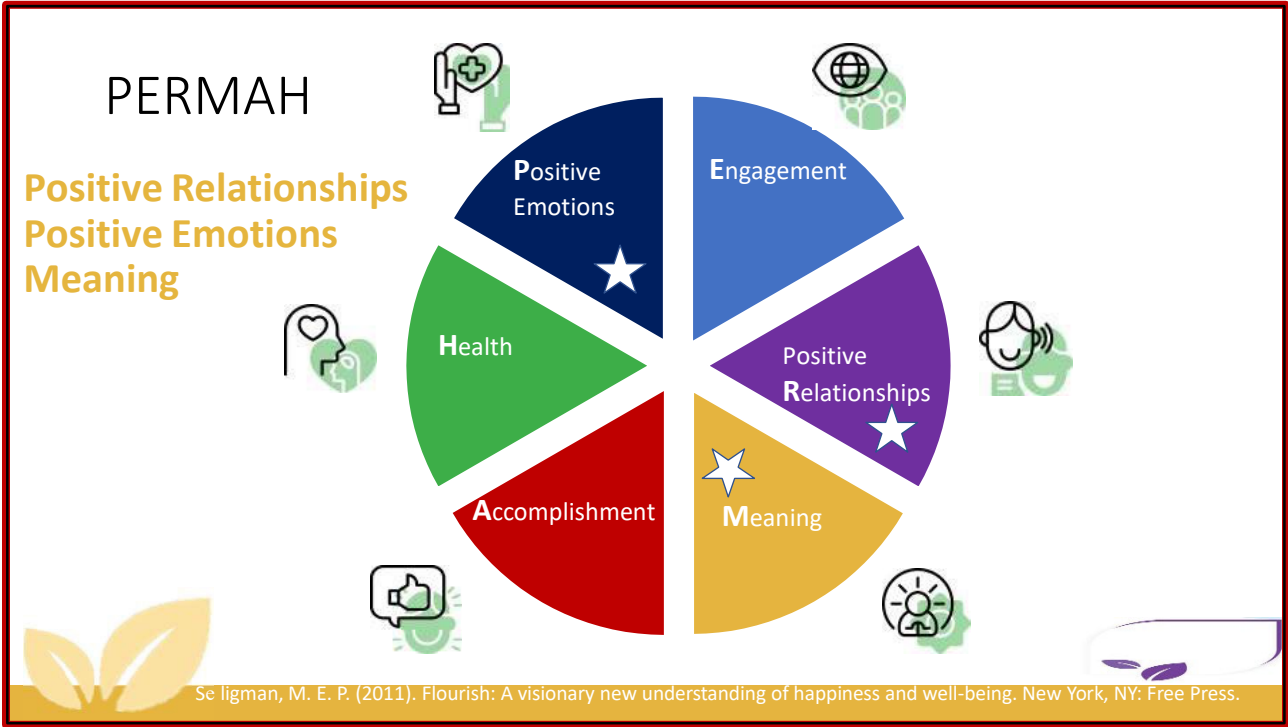 PERMAH
Positive Relationships
Positive Emotions
Meaning
Positive
Emotions
Engagement
Health
Positive
Relationships
Accomplishment
Meaning
Se ligman, M. E. P. (2011). Flourish: A visionary new understanding of happiness and well-being. New York, NY: Free Press.